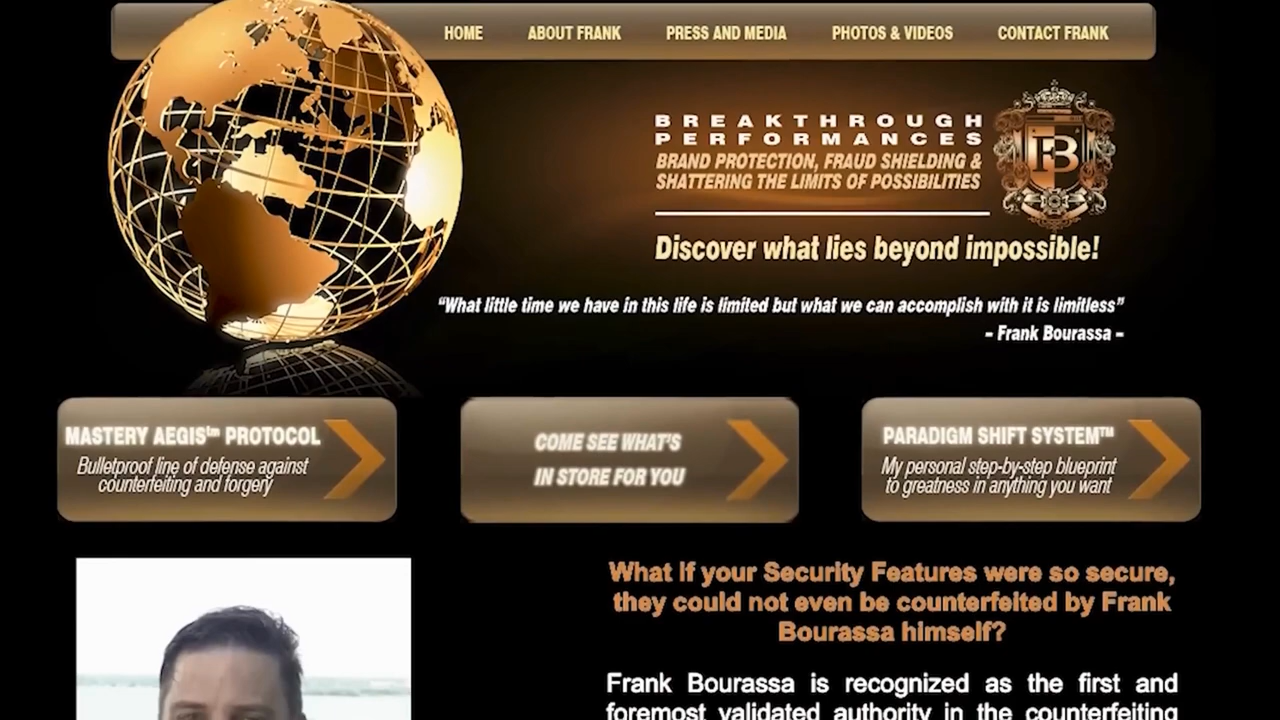 HOME ABOUT FRANK PRESS AND MEDIA PHOTOS & VIDEOS CONTACT FRANK
BREAKTHROUGH
PERFORMANCES
BRAND PROTECTION, FRAUD SHIELDING &
SHATTERING THE LIMITS OF POSSIBILITIES
FB
Discover what lies beyond impossible!
“What little time we have in this life is limited but what we can accomplish with it is limitless”
- Frank Bourassa -
MASTERY AEGIS℠ PROTOCOL
Bulletproof line of defense against
counterfeiting and forgery
COME SEE WHAT'S
IN STORE FOR YOU
PARADIGM SHIFT SYSTEM™
My personal step-by-step blueprint
to greatness in anything you want
What if your Security Features were so secure,
they could not even be counterfeited by Frank
Bourassa himself?
Frank Bourassa is recognized as the first and
foremost validated authority in the counterfeiting